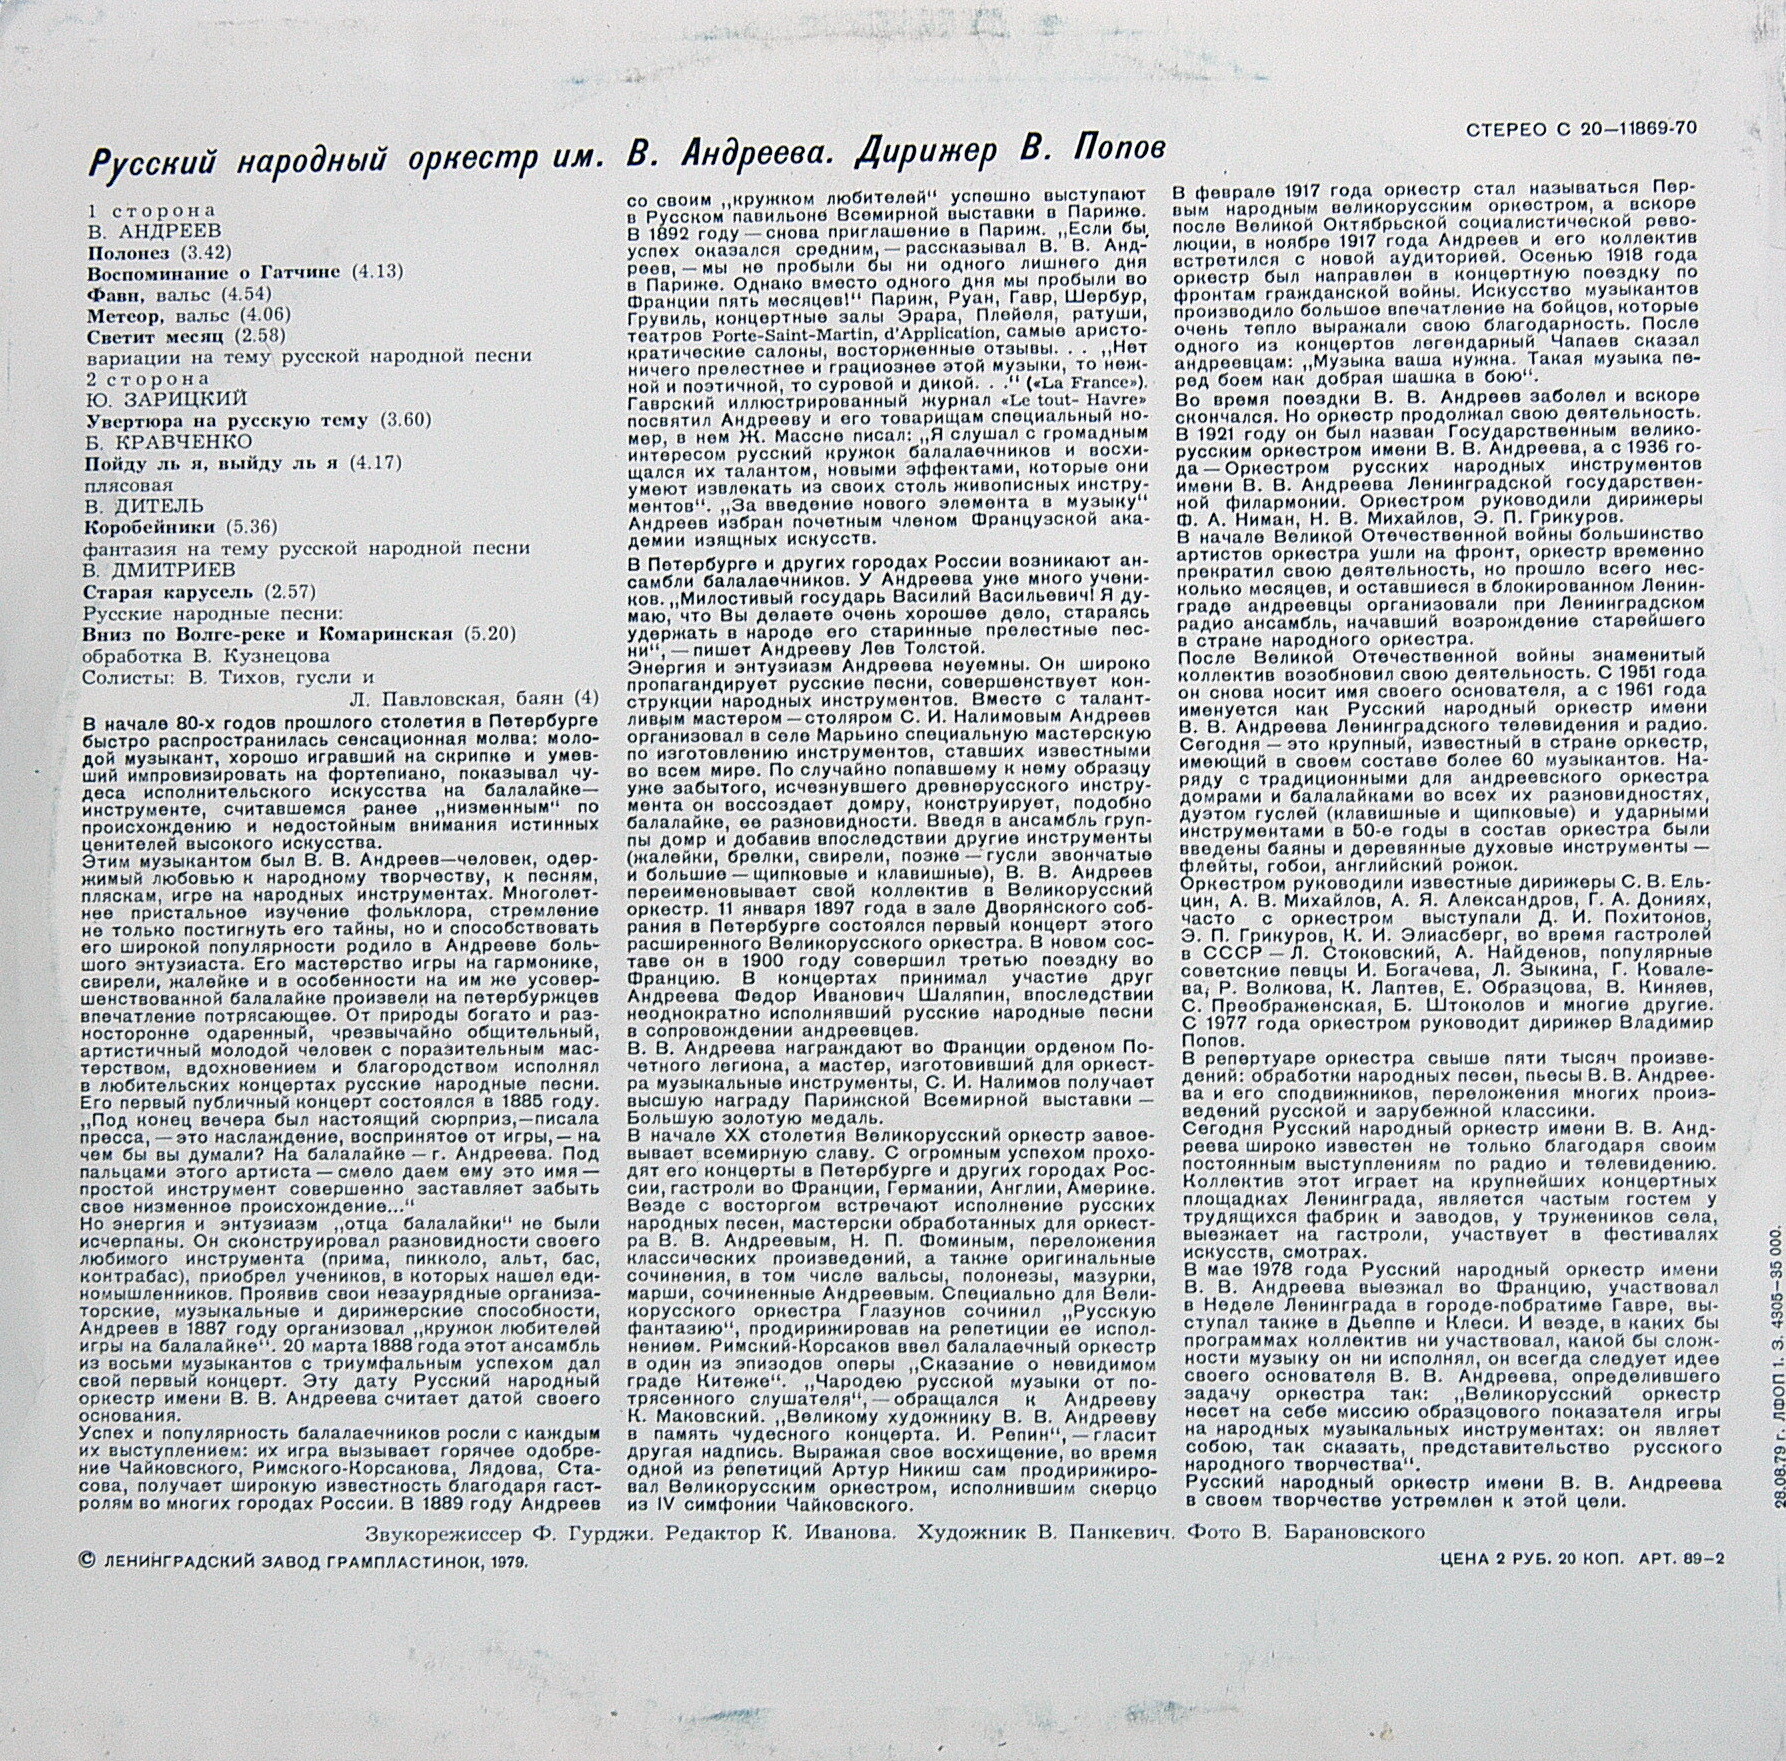 СТЕРЕО С 20—11869-70
Русский народный оркестр им. В. Андреева. Дирижер В. Попов
1 сторона
В. АНДРЕЕВ
Полонез (3.42)
Воспоминание о Гатчине (4.13)
Фавн, вальс (4.54)
Метеор, вальс (4.06)
Светит месяц (2.58)
вариации на тему русской народной песни
2 сторона
Ю. ЗАРИЦКИЙ
Увертюра на русскую тему (3.60)
Б. КРАВЧЕНКО
Пойду ль я, выйду ль я (4.17)
плясовая
В. ДИТЕЛЬ
Коробейники (5.36)
фантазия на тему русской народной песни
В. ДМИТРИЕВ
Старая карусель (2.57)
Русские народные песни:
Вниз по Волге-реке и Комаринская (5.20)
обработка В. Кузнецова
Солисты: В. Тихов, гусли и
Л. Павловская, баян (4)
В начале 80-х годов прошлого столетия в Петербурге
быстро распространилась сенсационная молва: моло-
дой музыкант, хорошо игравший на скрипке и умев-
ший импровизировать на фортепиано, показывал чу-
деса исполнительского искусства на балалайке—
инструменте, считавшемся ранее „низменным“ по
происхождению и недостойным внимания истинных
ценителей высокого искусства.
Этим музыкантом был В. В. Андреев—человек, одер-
жимый любовью к народному творчеству, к песням,
пляскам, игре на народных инструментах. Многолет-
нее пристальное изучение фольклора, стремление
не только постигнуть его тайны, но и способствовать
его широкой популярности родило в Андрееве боль-
шого энтузиаста. Его мастерство игры на гармонике,
свирели, жалейке и в особенности на им же усовер-
шенствованной балалайке произвели на петербуржцев
впечатление потрясающее. От природы богато и раз-
носторонне одаренный, чрезвычайно общительный,
артистичный молодой человек с поразительным мас-
терством, вдохновением и благородством исполнял
в любительских концертах русские народные песни.
Его первый публичный концерт состоялся в 1885 году.
„Под конец вечера был настоящий сюрприз,—писала
пресса, — это наслаждение, воспринятое от игры, — на
чем бы вы думали? На балалайке — г. Андреева. Под
пальцами этого артиста — смело даем ему это имя —
простой инструмент совершенно заставляет забыть
свое низменное происхождение...“
Но энергия и энтузиазм „отца балалайки“ не были
исчерпаны. Он сконструировал разновидности своего
любимого инструмента (прима, пикколо, альт, бас,
контрабас), приобрел учеников, в которых нашел еди-
номышленников. Проявив свои незаурядные организа-
торские, музыкальные и дирижерские способности,
Андреев в 1887 году организовал „кружок любителей
игры на балалайке“. 20 марта 1888 года этот ансамбль
из восьми музыкантов с триумфальным успехом дал
свой первый концерт. Эту дату Русский народный
оркестр имени В. В. Андреева считает датой своего
основания.
Успех и популярность балалаечников росли с каждым
их выступлением: их игра вызывает горячее одобре-
ние Чайковского, Римского-Корсакова, Лядова, Ста-
сова, получает широкую известность благодаря гаст-
ролям во многих городах России. В 1889 году Андреев
со своим „кружком любителей“ успешно выступают
в Русском павильоне Всемирной выставки в Париже.
В 1892 году — снова приглашение в Париж. „Если бы
успех оказался средним, — рассказывал В. В. Анд-
реев, — мы не пробыли бы ни одного лишнего дня
в Париже. Однако вместо одного дня мы пробыли во
Франции пять месяцев!“ Париж, Руан, Гавр, Шербур,
Грувиль, концертные залы Эрара, Плейеля, ратуши,
театров Porte-Saint-Martin, d'Application, самые аристо-
кратические салоны, восторженные отзывы. . . „Нет
ничего прелестнее и грациознее этой музыки, то неж-
ной и поэтичной, то суровой и дикой. . .“ («La France»).
Гаврский иллюстрированный журнал «Le tout- Havre»
посвятил Андрееву и его товарищам специальный но-
мер, в нем Ж. Массне писал: „Я слушал с громадным
интересом русский кружок балалаечников и восхи-
щался их талантом, новыми эффектами, которые они
умеют извлекать из своих столь живописных инстру-
ментов“. „За введение нового элемента в музыку“
Андреев избран почетным членом Французской ака-
демии изящных искусств.
В Петербурге и других городах России возникают ан-
самбли балалаечников. У Андреева уже много учени-
ков. „Милостивый государь Василий Васильевич! Я ду-
маю, что Вы делаете очень хорошее дело, стараясь
удержать в народе его старинные прелестные пес-
ни“, — пишет Андрееву Лев Толстой.
Энергия и энтузиазм Андреева неуемны. Он широко
пропагандирует русские песни, совершенствует кон-
струкции народных инструментов. Вместе с талант-
ливым мастером—столяром С. И. Налимовым Андреев
организовал в селе Марьино специальную мастерскую
по изготовлению инструментов, ставших известными
во всем мире. По случайно попавшему к нему образцу
уже забытого, исчезнувшего древнерусского инстру-
мента он воссоздает домру, конструирует, подобно
балалайке, ее разновидности. Введя в ансамбль груп-
пы домр и добавив впоследствии другие инструменты
(жалейки, брелки, свирели, позже — гусли звончатые
и большие — щипковые и клавишные), В. В. Андреев
переименовывает свой коллектив в Великорусский
оркестр. 11 января 1897 года в зале Дворянского соб-
рания в Петербурге состоялся первый концерт этого
расширенного Великорусского оркестра. В новом сос-
таве он в 1900 году совершил третью поездку во
Францию. В концертах принимал участие друг
Андреева Федор Иванович Шаляпин, впоследствии
неоднократно исполнявший русские народные песни
в сопровождении андреевцев.
В. В. Андреева награждают во Франции орденом По-
четного легиона, а мастер, изготовивший для оркест-
ра музыкальные инструменты, С. И. Налимов получает
высшую награду Парижской Всемирной выставки —
Большую золотую медаль.
В начале XX столетия Великорусский оркестр завое-
вывает всемирную славу. С огромным успехом прохо-
дят его концерты в Петербурге и других городах Рос-
сии, гастроли во Франции, Германии, Англии, Америке.
Везде с восторгом встречают исполнение русских
народных песен, мастерски обработанных для оркест-
ра В. В. Андреевым, Н. П. Фоминым, переложения
классических произведений, а также оригинальные
сочинения, в том числе вальсы, полонезы, мазурки,
марши, сочиненные Андреевым. Специально для Вели-
корусского оркестра Глазунов сочинил „Русскую
фантазию“, продирижировав на репетиции ее испол-
нением. Римский-Корсаков ввел балалаечный оркестр
в один из эпизодов оперы „Сказание о невидимом
граде Китеже“. „Чародею русской музыки от по-
трясенного слушателя“, — обращался к Андрееву
К. Маковский. „Великому художнику В. В. Андрееву
в память чудесного концерта. И. Репин“, — гласит
другая надпись. Выражая свое восхищение, во время
одной из репетиций Артур Никиш сам продирижиро-
вал Великорусским оркестром, исполнившим скерцо
из IV симфонии Чайковского.
В феврале 1917 года оркестр стал называться Пер-
вым народным великорусским оркестром, а вскоре
после Великой Октябрьской социалистической рево-
люции, в ноябре 1917 года Андреев и его коллектив
встретился с новой аудиторией. Осенью 1918 года
оркестр был направлен в концертную поездку по
фронтам гражданской войны. Искусство музыкантов
производило большое впечатление на бойцов, которые
очень тепло выражали свою благодарность. После
одного из концертов легендарный Чапаев сказал
андреевцам: „Музыка ваша нужна. Такая музыка пе-
ред боем как добрая шашка в бою“.
Во время поездки В. В. Андреев заболел и вскоре
скончался. Но оркестр продолжал свою деятельность.
В 1921 году он был назван Государственным велико-
русским оркестром имени В. В. Андреева, а с 1936 го-
да — Оркестром русских народных инструментов
имени В. В. Андреева Ленинградской государствен-
ной филармонии. Оркестром руководили дирижеры
Ф. А. Ниман, Н. В. Михайлов, Э. П. Грикуров.
В начале Великой Отечественной войны большинство
артистов оркестра ушли на фронт, оркестр временно
прекратил свою деятельность, но прошло всего нес-
колько месяцев, и оставшиеся в блокированном Ленин-
граде андреевцы организовали при Ленинградском
радио ансамбль, начавший возрождение старейшего
в стране народного оркестра.
После Великой Отечественной войны знаменитый
коллектив возобновил свою деятельность. С 1951 года
он снова носит имя своего основателя, а с 1961 года
именуется как Русский народный оркестр имени
В. В. Андреева Ленинградского телевидения и радио.
Сегодня — это крупный, известный в стране оркестр,
имеющий в своем составе более 60 музыкантов. На-
ряду с традиционными для андреевского оркестра
домрами и балалайками во всех их разновидностях,
дуэтом гуслей (клавишные и щипковые) и ударными
инструментами в 50-е годы в состав оркестра были
введены баяны и деревянные духовые инструменты —
флейты, гобои, английский рожок.
Оркестром руководили известные дирижеры С. В. Ель-
цин, А. В. Михайлов, А. Я. Александров, Г. А. Дониях,
часто с оркестром выступали Д. И. Похитонов,
Э. П. Грикуров, К. И. Элиасберг, во время гастролей
в СССР — Л. Стоковский, А. Найденов, популярные
советские певцы И. Богачева, Л. Зыкина, Г. Ковале-
ва, Р. Волкова, К. Лаптев, Е. Образцова, В. Киняев,
С. Преображенская, Б. Штоколов и многие другие.
С 1977 года оркестром руководит дирижер Владимир
Попов.
В репертуаре оркестра свыше пяти тысяч произве-
дений: обработки народных песен, пьесы В. В. Андрее-
ва и его сподвижников, переложения многих произ-
ведений русской и зарубежной классики.
Сегодня Русский народный оркестр имени В. В. Анд-
реева широко известен не только благодаря своим
постоянным выступлениям по радио и телевидению.
Коллектив этот играет на крупнейших концертных
площадках Ленинграда, является частым гостем у
трудящихся фабрик и заводов, у тружеников села,
выезжает на гастроли, участвует в фестивалях
искусств, смотрах.
В мае 1978 года Русский народный оркестр имени
В. В. Андреева выезжал во Францию, участвовал
в Неделе Ленинграда в городе-побратиме Гавре, вы-
ступал также в Дьеппе и Клеси. И везде, в каких бы
программах коллектив ни участвовал, какой бы слож-
ности музыку он ни исполнял, он всегда следует идее
своего основателя В. В. Андреева, определившего
задачу оркестра так: „Великорусский оркестр
несет на себе миссию образцового показателя игры
на народных музыкальных инструментах: он являет
собою, так сказать, представительство русского
народного творчества“.
Русский народный оркестр имени В. В. Андреева
в своем творчестве устремлен к этой цели.
Звукорежиссер Ф. Гурджи. Редактор К. Иванова. Художник В. Панкевич. Фото В. Барановского
© ЛЕНИНГРАДСКИЙ ЗАВОД ГРАМПЛАСТИНОК, 1979.
ЦЕНА 2 РУБ. 20 КОП. АРТ. 89—2
28.08.79 г. ЛФОП 1. З. 4305—35 000.